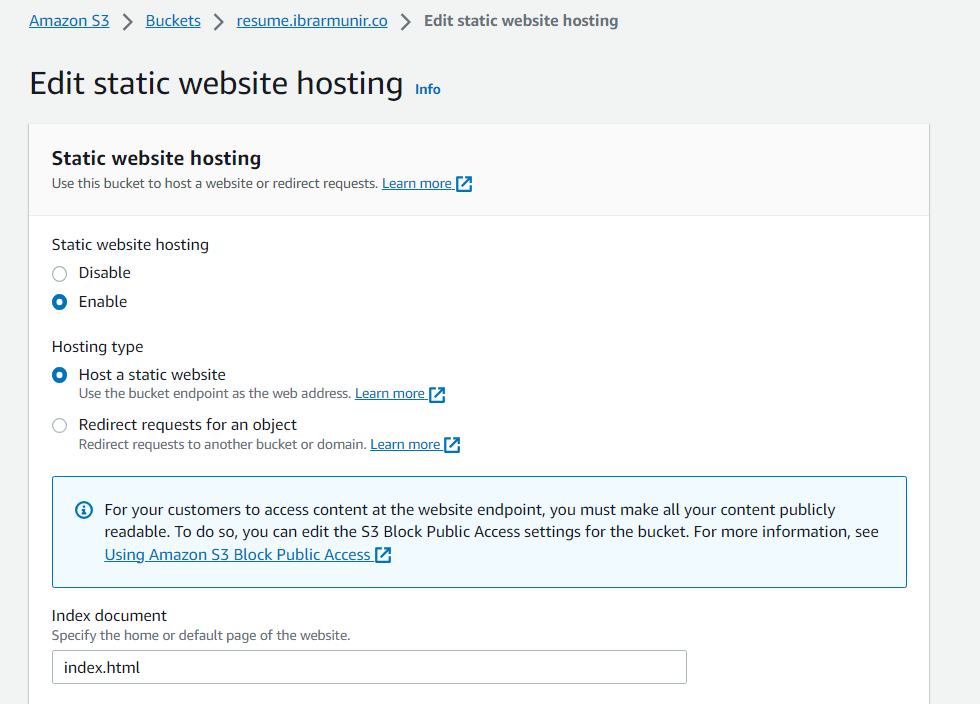 Amazon S3 > Buckets > resume.ibrarmunir.co > Edit static website hosting
Edit static website hosting Info
Static website hosting
Use this bucket to host a website or redirect requests. Learn more
Static website hosting
Disable
Enable
Hosting type
Host a static website
Use the bucket endpoint as the web address. Learn more
Redirect requests for an object
Redirect requests to another bucket or domain. Learn more
For your customers to access content at the website endpoint, you must make all your content publicly
readable. To do so, you can edit the S3 Block Public Access settings for the bucket. For more information, see
Using Amazon S3 Block Public Access
Index document
Specify the home or default page of the website.
index.html